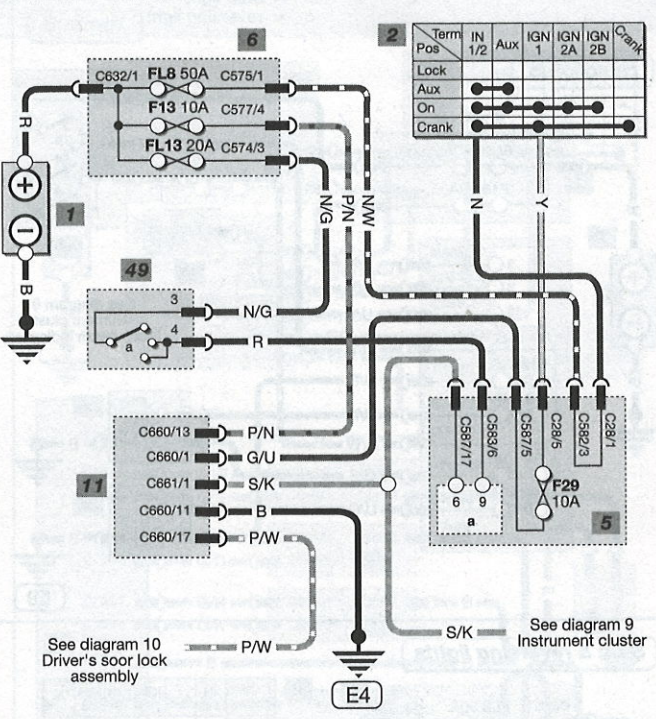 6
C632/1 FL8 50A C575/1
F13 10A C577/4
FL13 20A C574/3
2
Term
Pos
IN
1/2
Aux
IGN
1
IGN
2A
IGN
2B
Crank
Lock
Aux
On
Crank
R
1
B
N/G
P/N
N/W
N
Y
49
3
4
a
N/G
R
C660/13 P/N
C660/1 G/U
C661/1 S/K
C660/11 B
C660/17 P/W
11
C587/17
C583/6
C587/5
C28/5
C582/3
C28/1
6 9
a
F29
10A
5
See diagram 10
Driver's soor lock
assembly
P/W
S/K
See diagram 9
Instrument cluster
E4